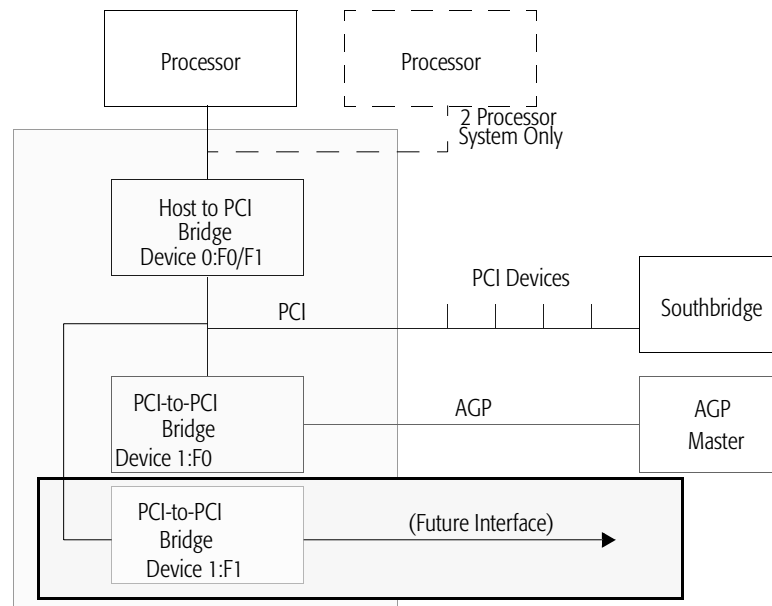 Processor
Processor
2 Processor
System Only
Host to PCI
Bridge
Device 0:F0/F1
PCI Devices
Southbridge
PCI
PCI-to-PCI
Bridge
Device 1:F0
AGP
AGP
Master
PCI-to-PCI
Bridge
Device 1:F1
(Future Interface)